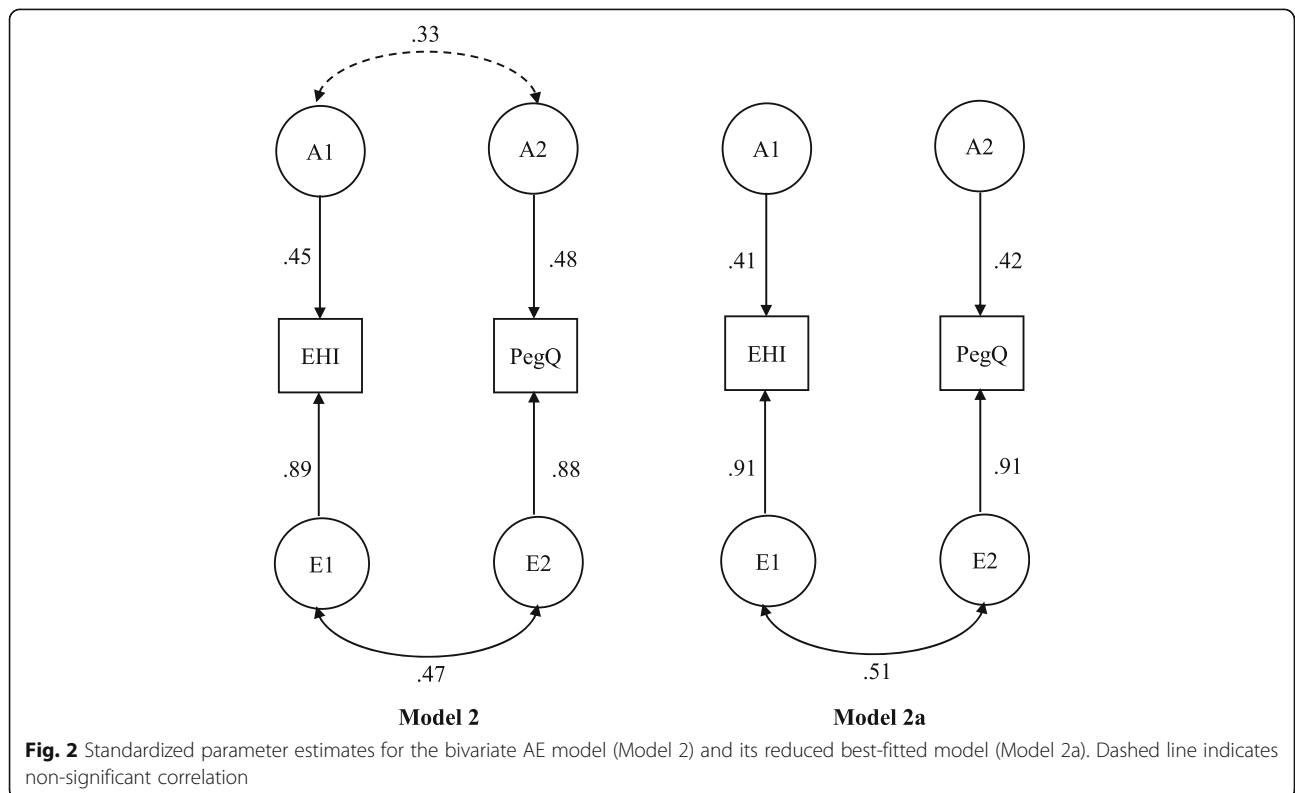 .33
A1 A2 A1 A2
.45 .48 .41 .42
EHI PegQ EHI PegQ
.89 .88 .91 .91
E1 E2 E1 E2
.47 .51
Model 2 Model 2a
Fig. 2 Standardized parameter estimates for the bivariate AE model (Model 2) and its reduced best-fitted model (Model 2a). Dashed line indicates
non-significant correlation